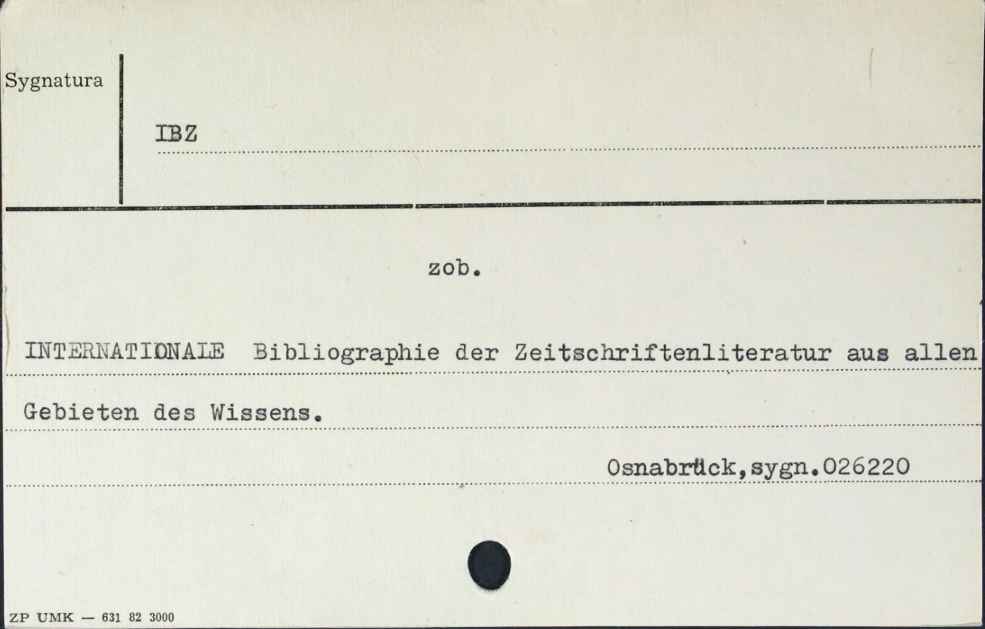 Sygnatura
IBZ
zob.
INTERNATIONALE Bibliographie der Zeitschriftenliteratur aus allen
Gebieten des Wissens.
Osnabrück,sygn.026220
ZP UMK — 631 82 3000